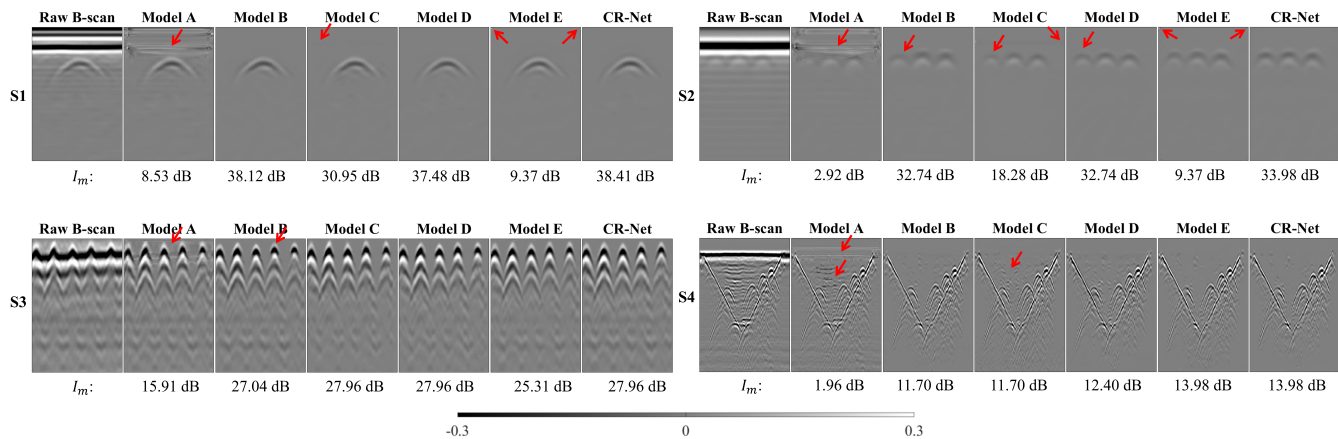 Raw B-scan Model A Model B Model C Model D Model E CR-Net
S1
I_m: 8.53 dB 38.12 dB 30.95 dB 37.48 dB 9.37 dB 38.41 dB
Raw B-scan Model A Model B Model C Model D Model E CR-Net
S2
I_m: 2.92 dB 32.74 dB 18.28 dB 32.74 dB 9.37 dB 33.98 dB
Raw B-scan Model A Model B Model C Model D Model E CR-Net
S3
I_m: 15.91 dB 27.04 dB 27.96 dB 27.96 dB 25.31 dB 27.96 dB
Raw B-scan Model A Model B Model C Model D Model E CR-Net
S4
I_m: 1.96 dB 11.70 dB 11.70 dB 12.40 dB 13.98 dB 13.98 dB
-0.3 0 0.3